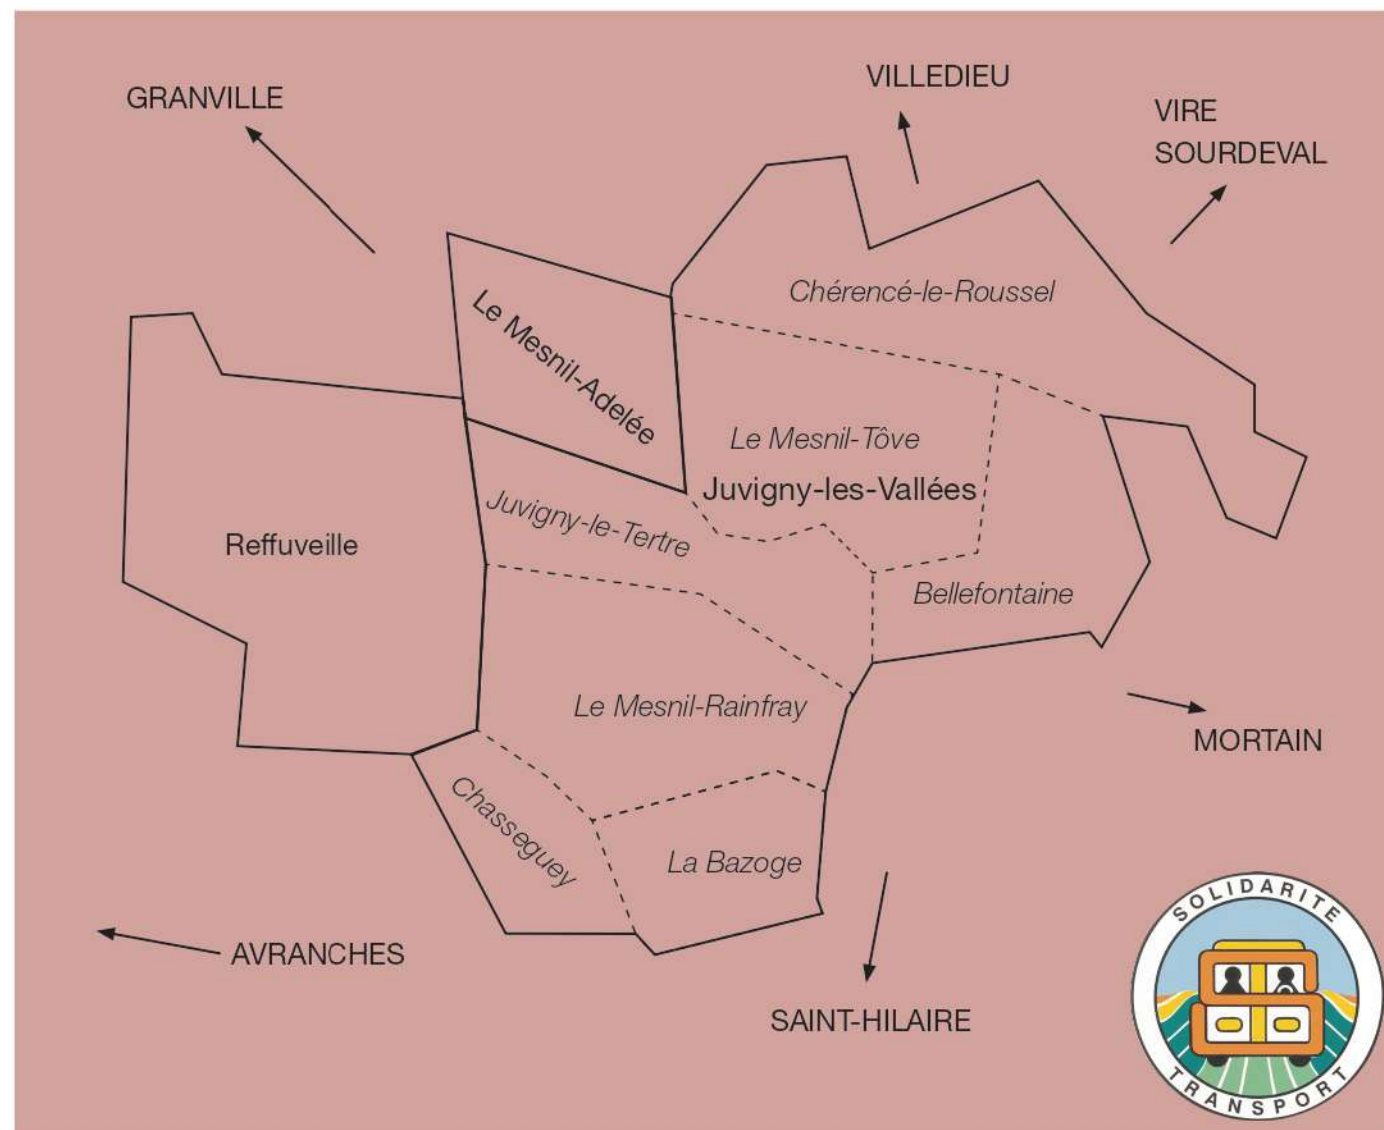 GRANVILLE
VILLEDIEU
VIRE
SOURDEVAL
Chérencé-le-Roussel
Le Mesnil-Adelée
Le Mesnil-Tôve
Juvigny-les-Vallées
Juvigny-le-Tertre
Reffuveille
Bellefontaine
Le Mesnil-Rainfray
MORTAIN
Chasseguey
La Bazoge
AVRANCHES
SAINT-HILAIRE
SOLIDARITE
TRANSPORT